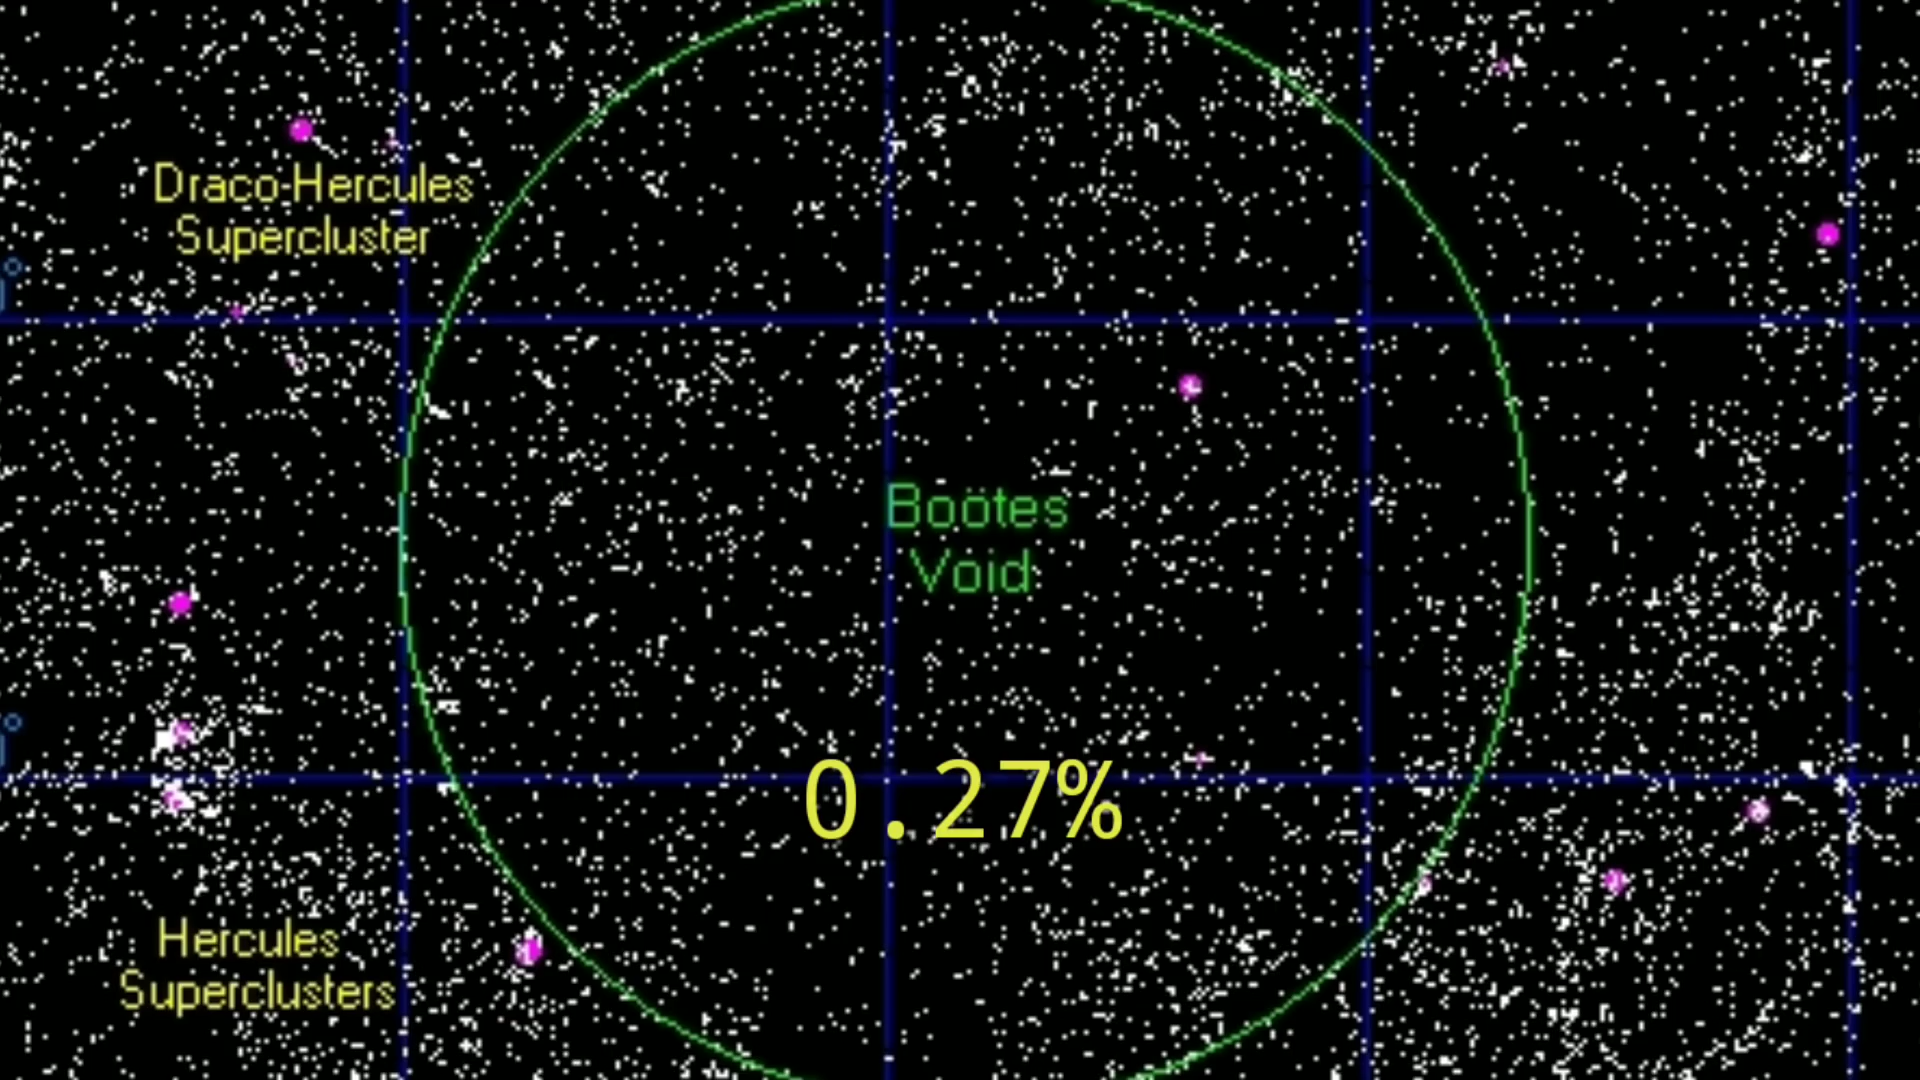 Draco-Hercules
Supercluster
Boötes
Void
0.27%
Hercules
Superclusters